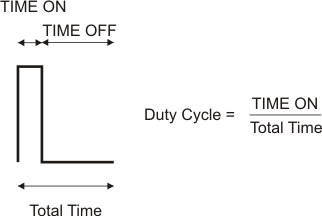 TIME ON
TIME OFF
Duty Cycle = TIME ON
Total Time
Total Time